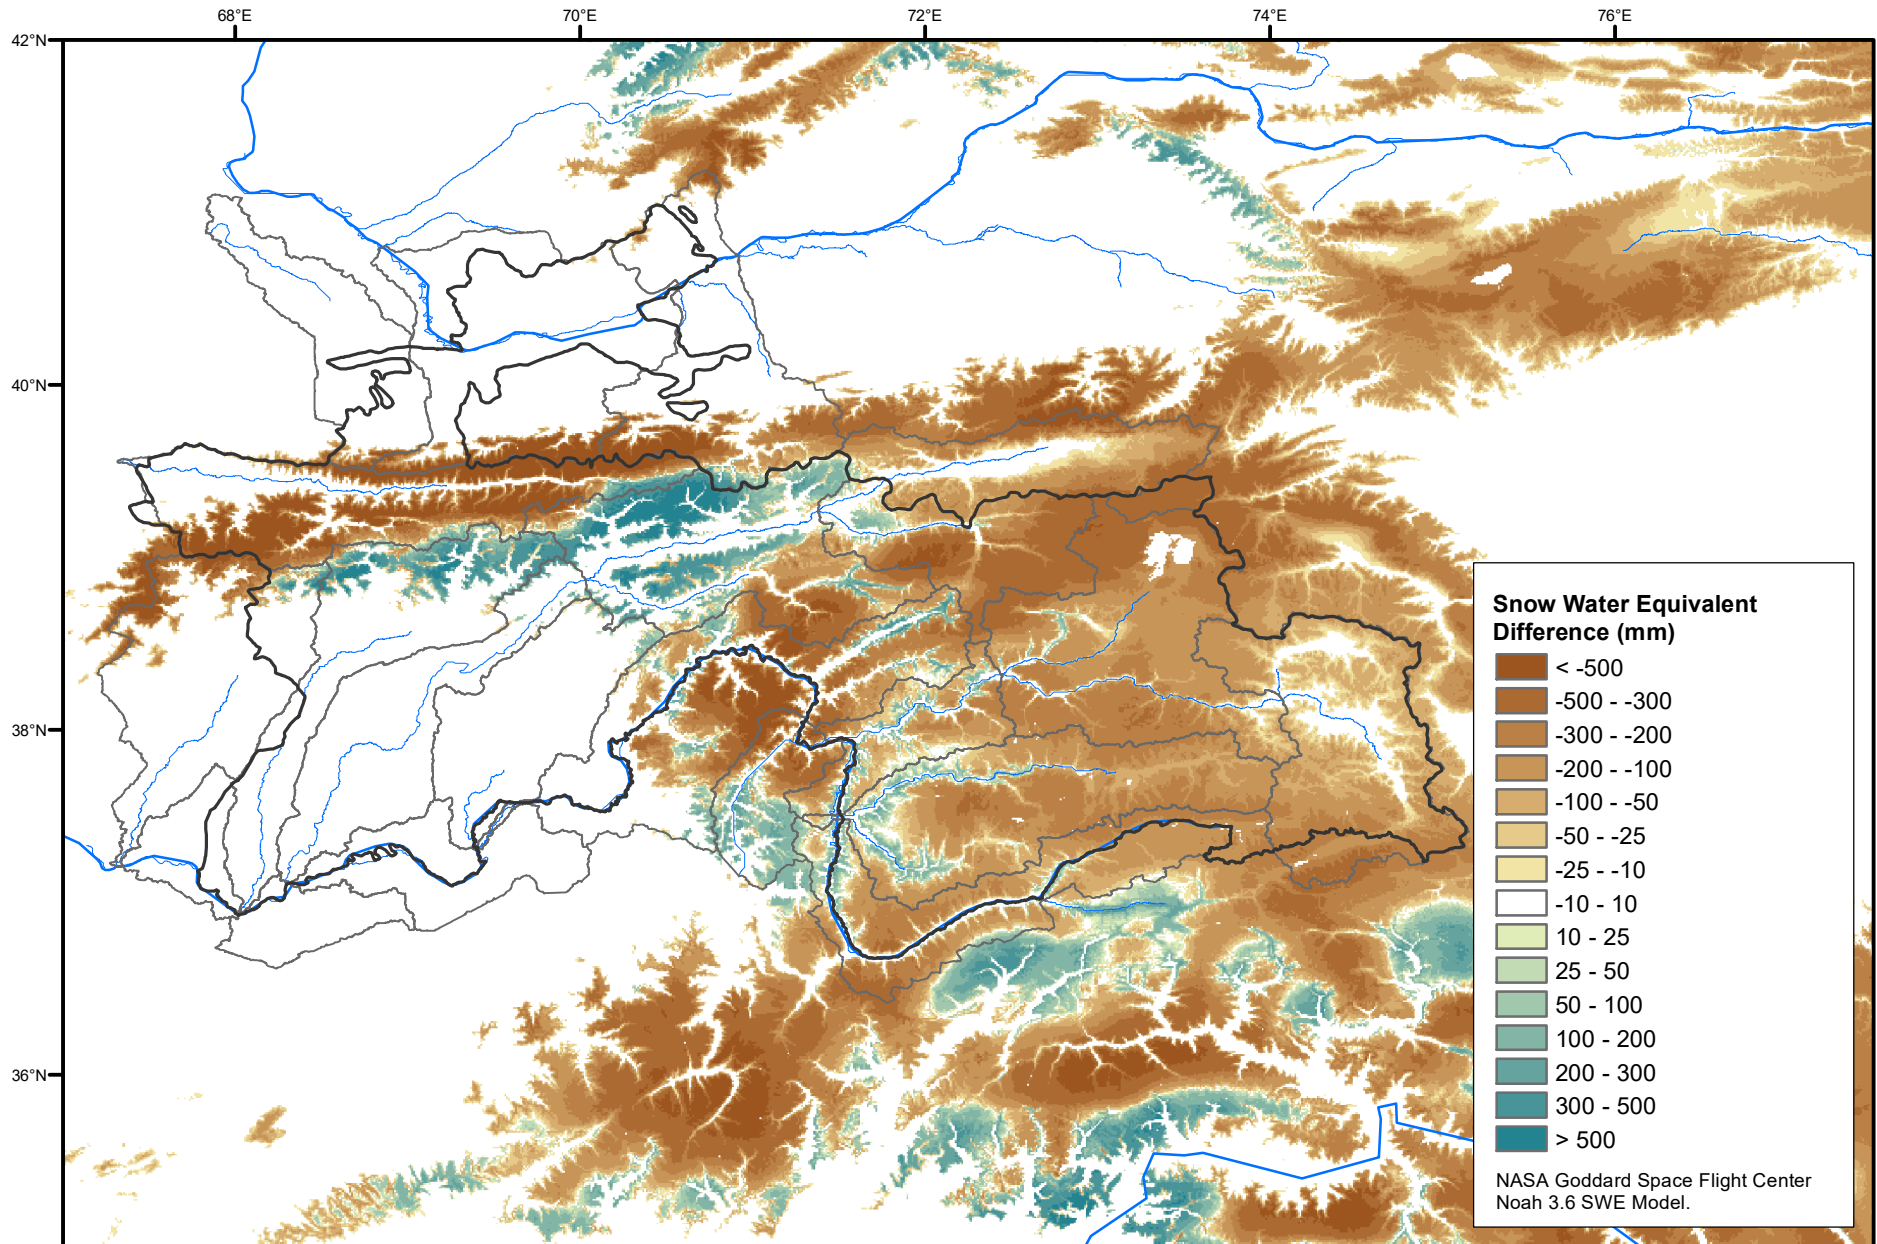 68°E 70°E 72°E 74°E 76°E
42°N
40°N
38°N
36°N
Snow Water Equivalent
Difference (mm)
< -500
-500 - -300
-300 - -200
-200 - -100
-100 - -50
-50 - -25
-25 - -10
-10 - 10
10 - 25
25 - 50
50 - 100
100 - 200
200 - 300
300 - 500
> 500
NASA Goddard Space Flight Center
Noah 3.6 SWE Model.